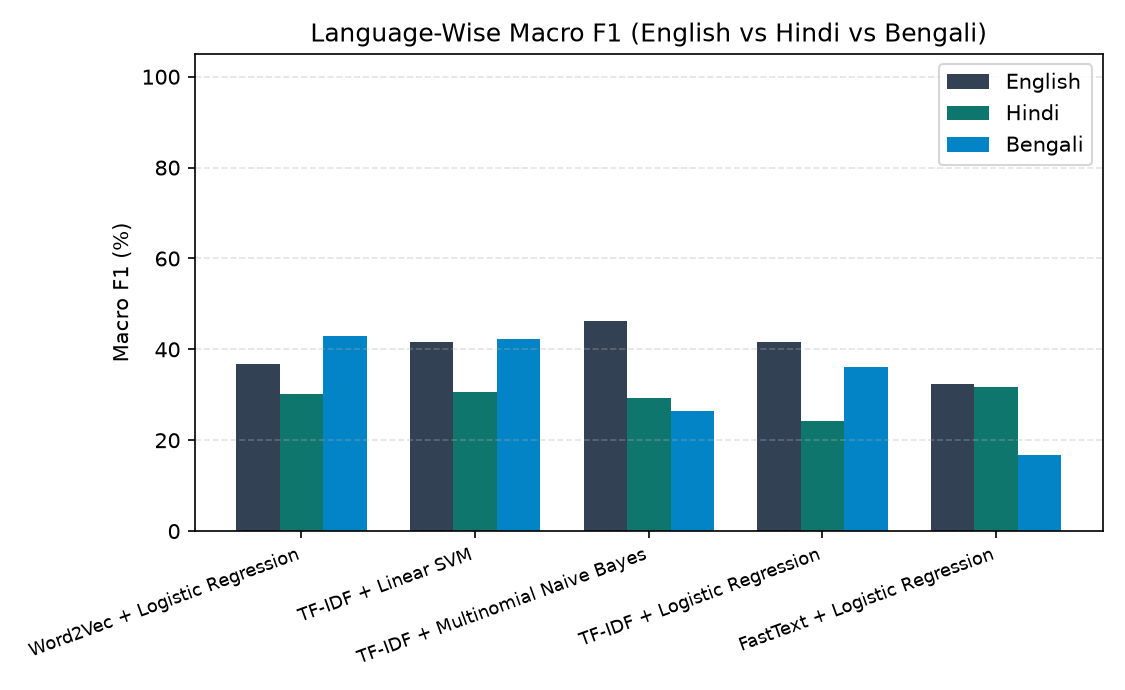 Language-Wise Macro F1 (English vs Hindi vs Bengali)
English
Hindi
Bengali
Macro F1 (%)
100
80
60
40
20
0
Word2Vec + Logistic Regression
TF-IDF + Linear SVM
TF-IDF + Multinomial Naive Bayes
TF-IDF + Logistic Regression
FastText + Logistic Regression